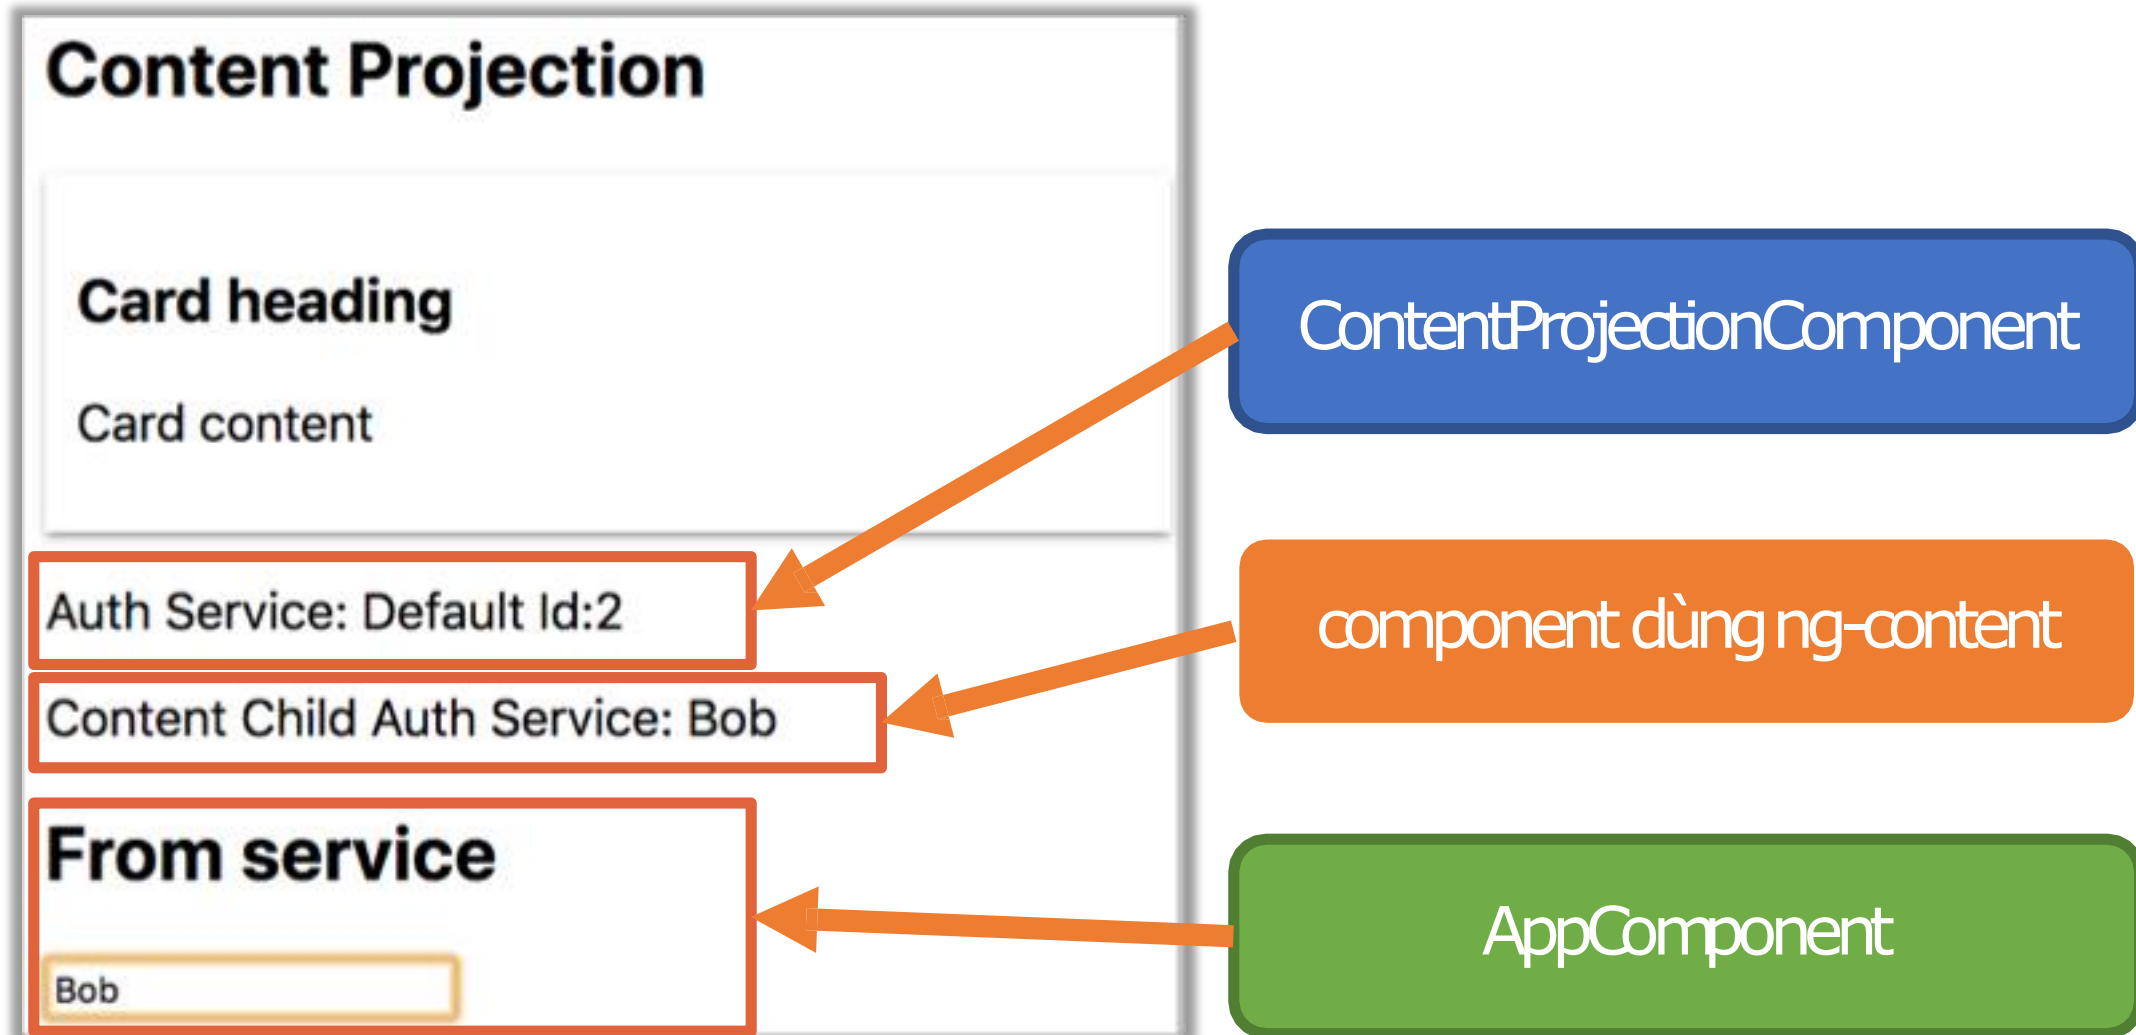 Content Projection
Card heading
Card content
Auth Service: Default Id:2
Content Child Auth Service: Bob
From service
Bob
ContentProjectionComponent
component dùng ng-content
AppComponent